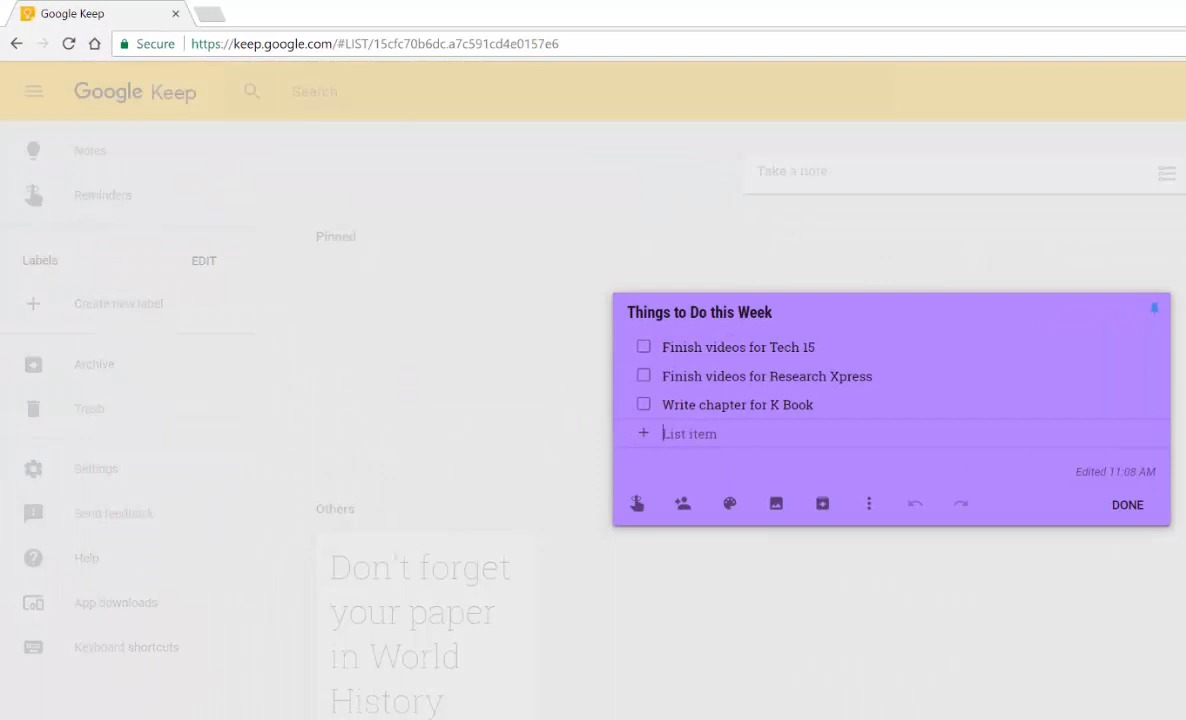 Google Keep
Secure
https://keep.google.com/#LIST/15cfc70b6dc.a7c591cd4e0157e6
Google Keep
Search
Notes
Reminders
Labels
EDIT
Create new label
Archive
Trash
Settings
Send feedback
Help
App downloads
Keyboard shortcuts
Take a note
Pinned
Things to Do this Week
Finish videos for Tech 15
Finish videos for Research Xpress
Write chapter for K Book
List item
Edited 11:08 AM
DONE
Others
Don't forget
your paper
in World
History